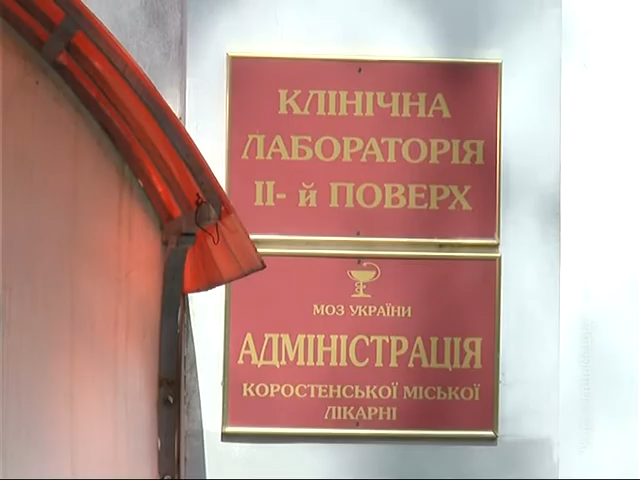 КЛІНІЧНА
ЛАБОРАТОРІЯ
ІІ- й ПОВЕРХ
МОЗ УКРАЇНИ
АДМІНІСТРАЦІЯ
КОРОСТЕНСЬКОЇ МІСЬКОЇ
ЛІКАРНІ